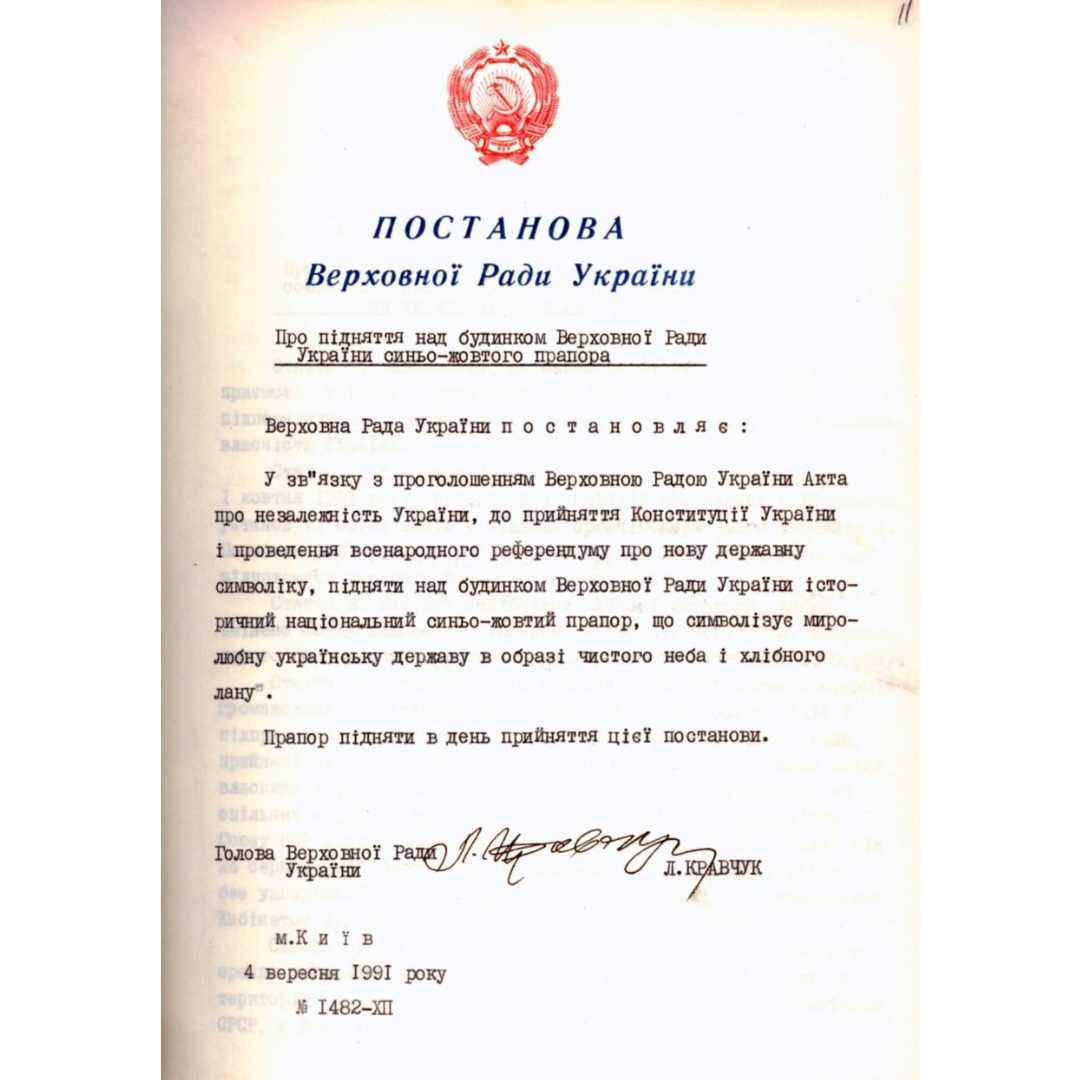 11
ПОСТАНОВА
Верховної Ради України
Про підняття над будинком Верховної Ради
України синьо-жовтого прапора
Верховна Рада України п о с т а н о в л я є :
У зв"язку з проголошенням Верховною Радою України Акта
про незалежність України, до прийняття Конституції України
і проведення всенародного референдуму про нову державну
символіку, підняти над будинком Верховної Ради України істо-
ричний національний синьо-жовтий прапор, що символізує миро-
любну українську державу в образі чистого неба і хлібного
лану".
Прапор підняти в день прийняття цієї постанови.
Голова Верховної Ради
України
Л. Кравчук
Л.КРАВЧУК
м.К и ї в
4 вересня 1991 року
№ 1482-ХП